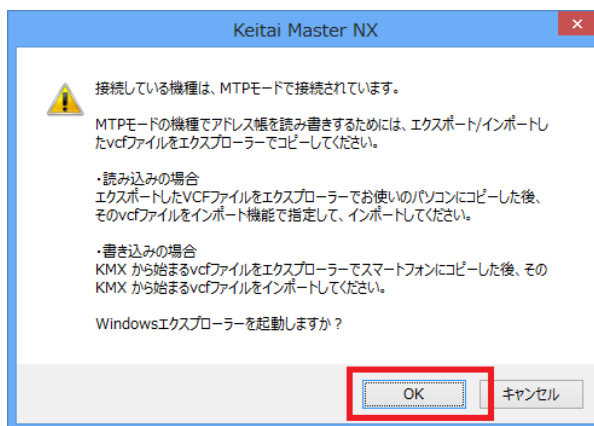 Keitai Master NX
接続している機種は、MTPモードで接続されています。
MTPモードの機種でアドレス帳を読み書きするためには、エクスポート/インポートし
たvcfファイルをエクスプローラーでコピーしてください。
・読み込みの場合
エクスポートしたVCFファイルをエクスプローラーでお使いのパソコンにコピーした後、
そのvcfファイルをインポート機能で指定して、インポートしてください。
・書き込みの場合
KMX から始まるvcfファイルをエクスプローラーでスマートフォンにコピーした後、その
KMX から始まるvcfファイルをインポートしてください。
Windowsエクスプローラーを起動しますか？
OK
キャンセル